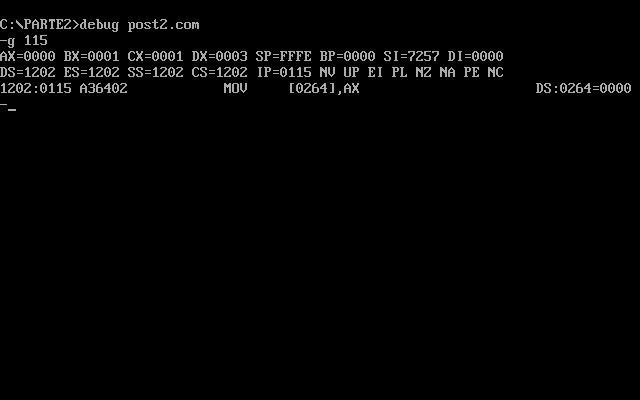 C:\PARTE2>debug post2.com
-g 115
AX=0000 BX=0001 CX=0001 DX=0003 SP=FFFE BP=0000 SI=7257 DI=0000
DS=1202 ES=1202 SS=1202 CS=1202 IP=0115 NV UP EI PL NZ NA PE NC
1202:0115 A36402 MOV [0264],AX DS:0264=0000
-_